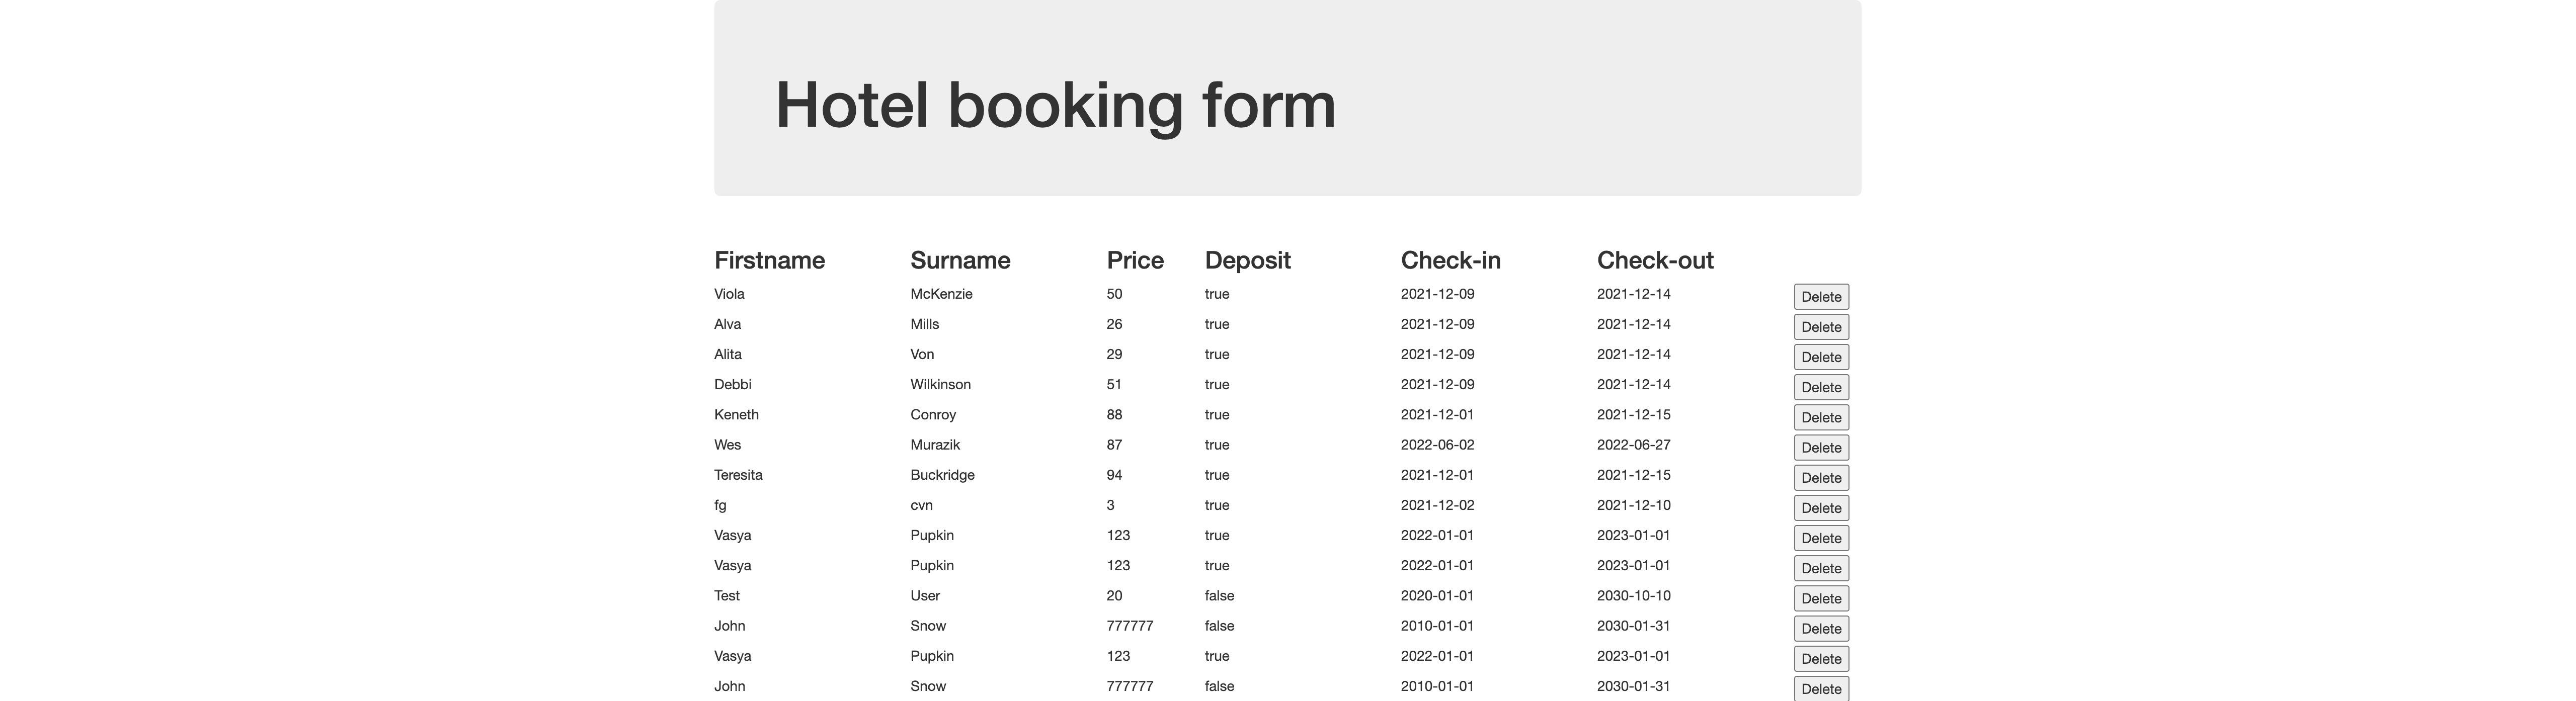 Hotel booking form
Firstname Surname Price Deposit Check-in Check-out
Viola McKenzie 50 true 2021-12-09 2021-12-14 Delete
Alva Mills 26 true 2021-12-09 2021-12-14 Delete
Alita Von 29 true 2021-12-09 2021-12-14 Delete
Debbi Wilkinson 51 true 2021-12-09 2021-12-14 Delete
Keneth Conroy 88 true 2021-12-01 2021-12-15 Delete
Wes Murazik 87 true 2022-06-02 2022-06-27 Delete
Teresita Buckridge 94 true 2021-12-01 2021-12-15 Delete
fg cvn 3 true 2021-12-02 2021-12-10 Delete
Vasya Pupkin 123 true 2022-01-01 2023-01-01 Delete
Vasya Pupkin 123 true 2022-01-01 2023-01-01 Delete
Test User 20 false 2020-01-01 2030-10-10 Delete
John Snow 777777 false 2010-01-01 2030-01-31 Delete
Vasya Pupkin 123 true 2022-01-01 2023-01-01 Delete
John Snow 777777 false 2010-01-01 2030-01-31 Delete